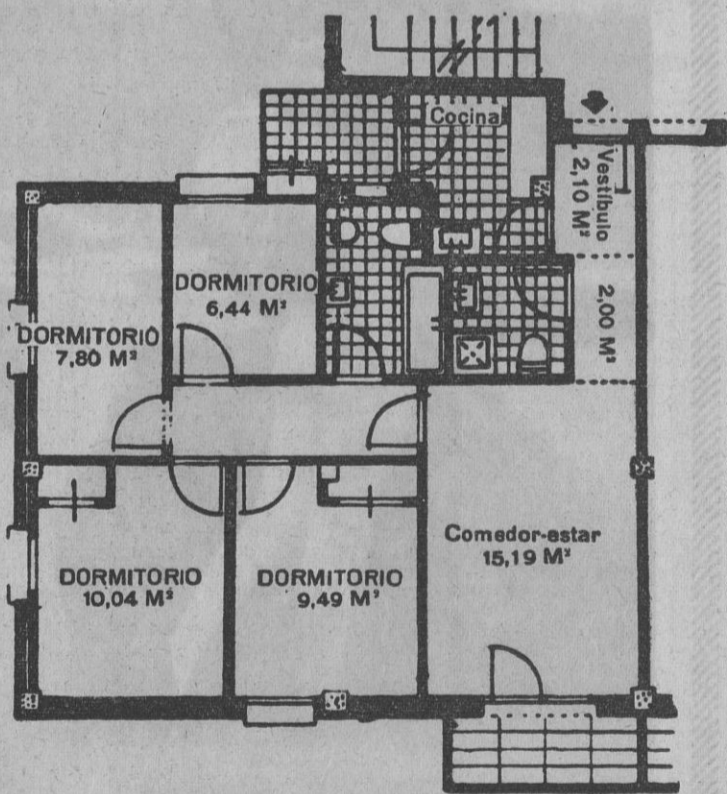 Cocina
Vestíbulo
2,10 M²
2,00 M²
DORMITORIO
6,44 M²
DORMITORIO
7,80 M²
Comedor-estar
15,19 M²
DORMITORIO
10,04 M²
DORMITORIO
9,49 M²